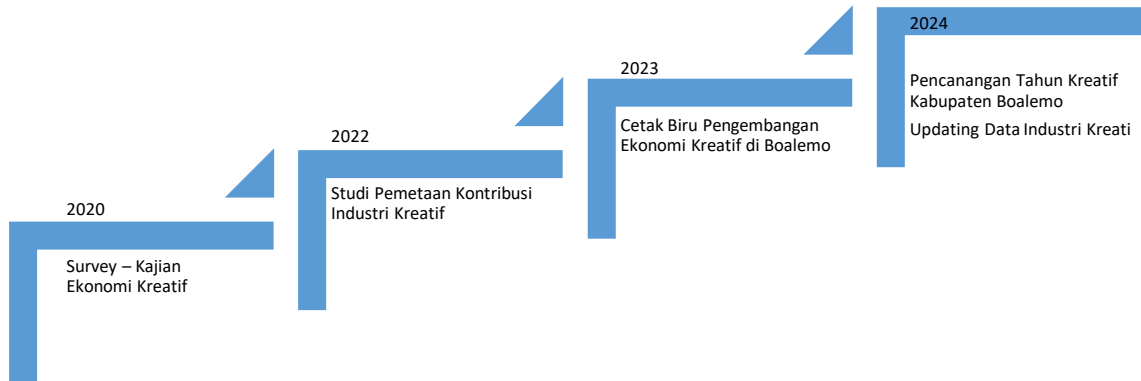 2020
Survey – Kajian
Ekonomi Kreatif
2022
Studi Pemetaan Kontribusi
Industri Kreatif
2023
Cetak Biru Pengembangan
Ekonomi Kreatif di Boalemo
2024
Pencanangan Tahun Kreatif
Kabupaten Boalemo
Updating Data Industri Kreati